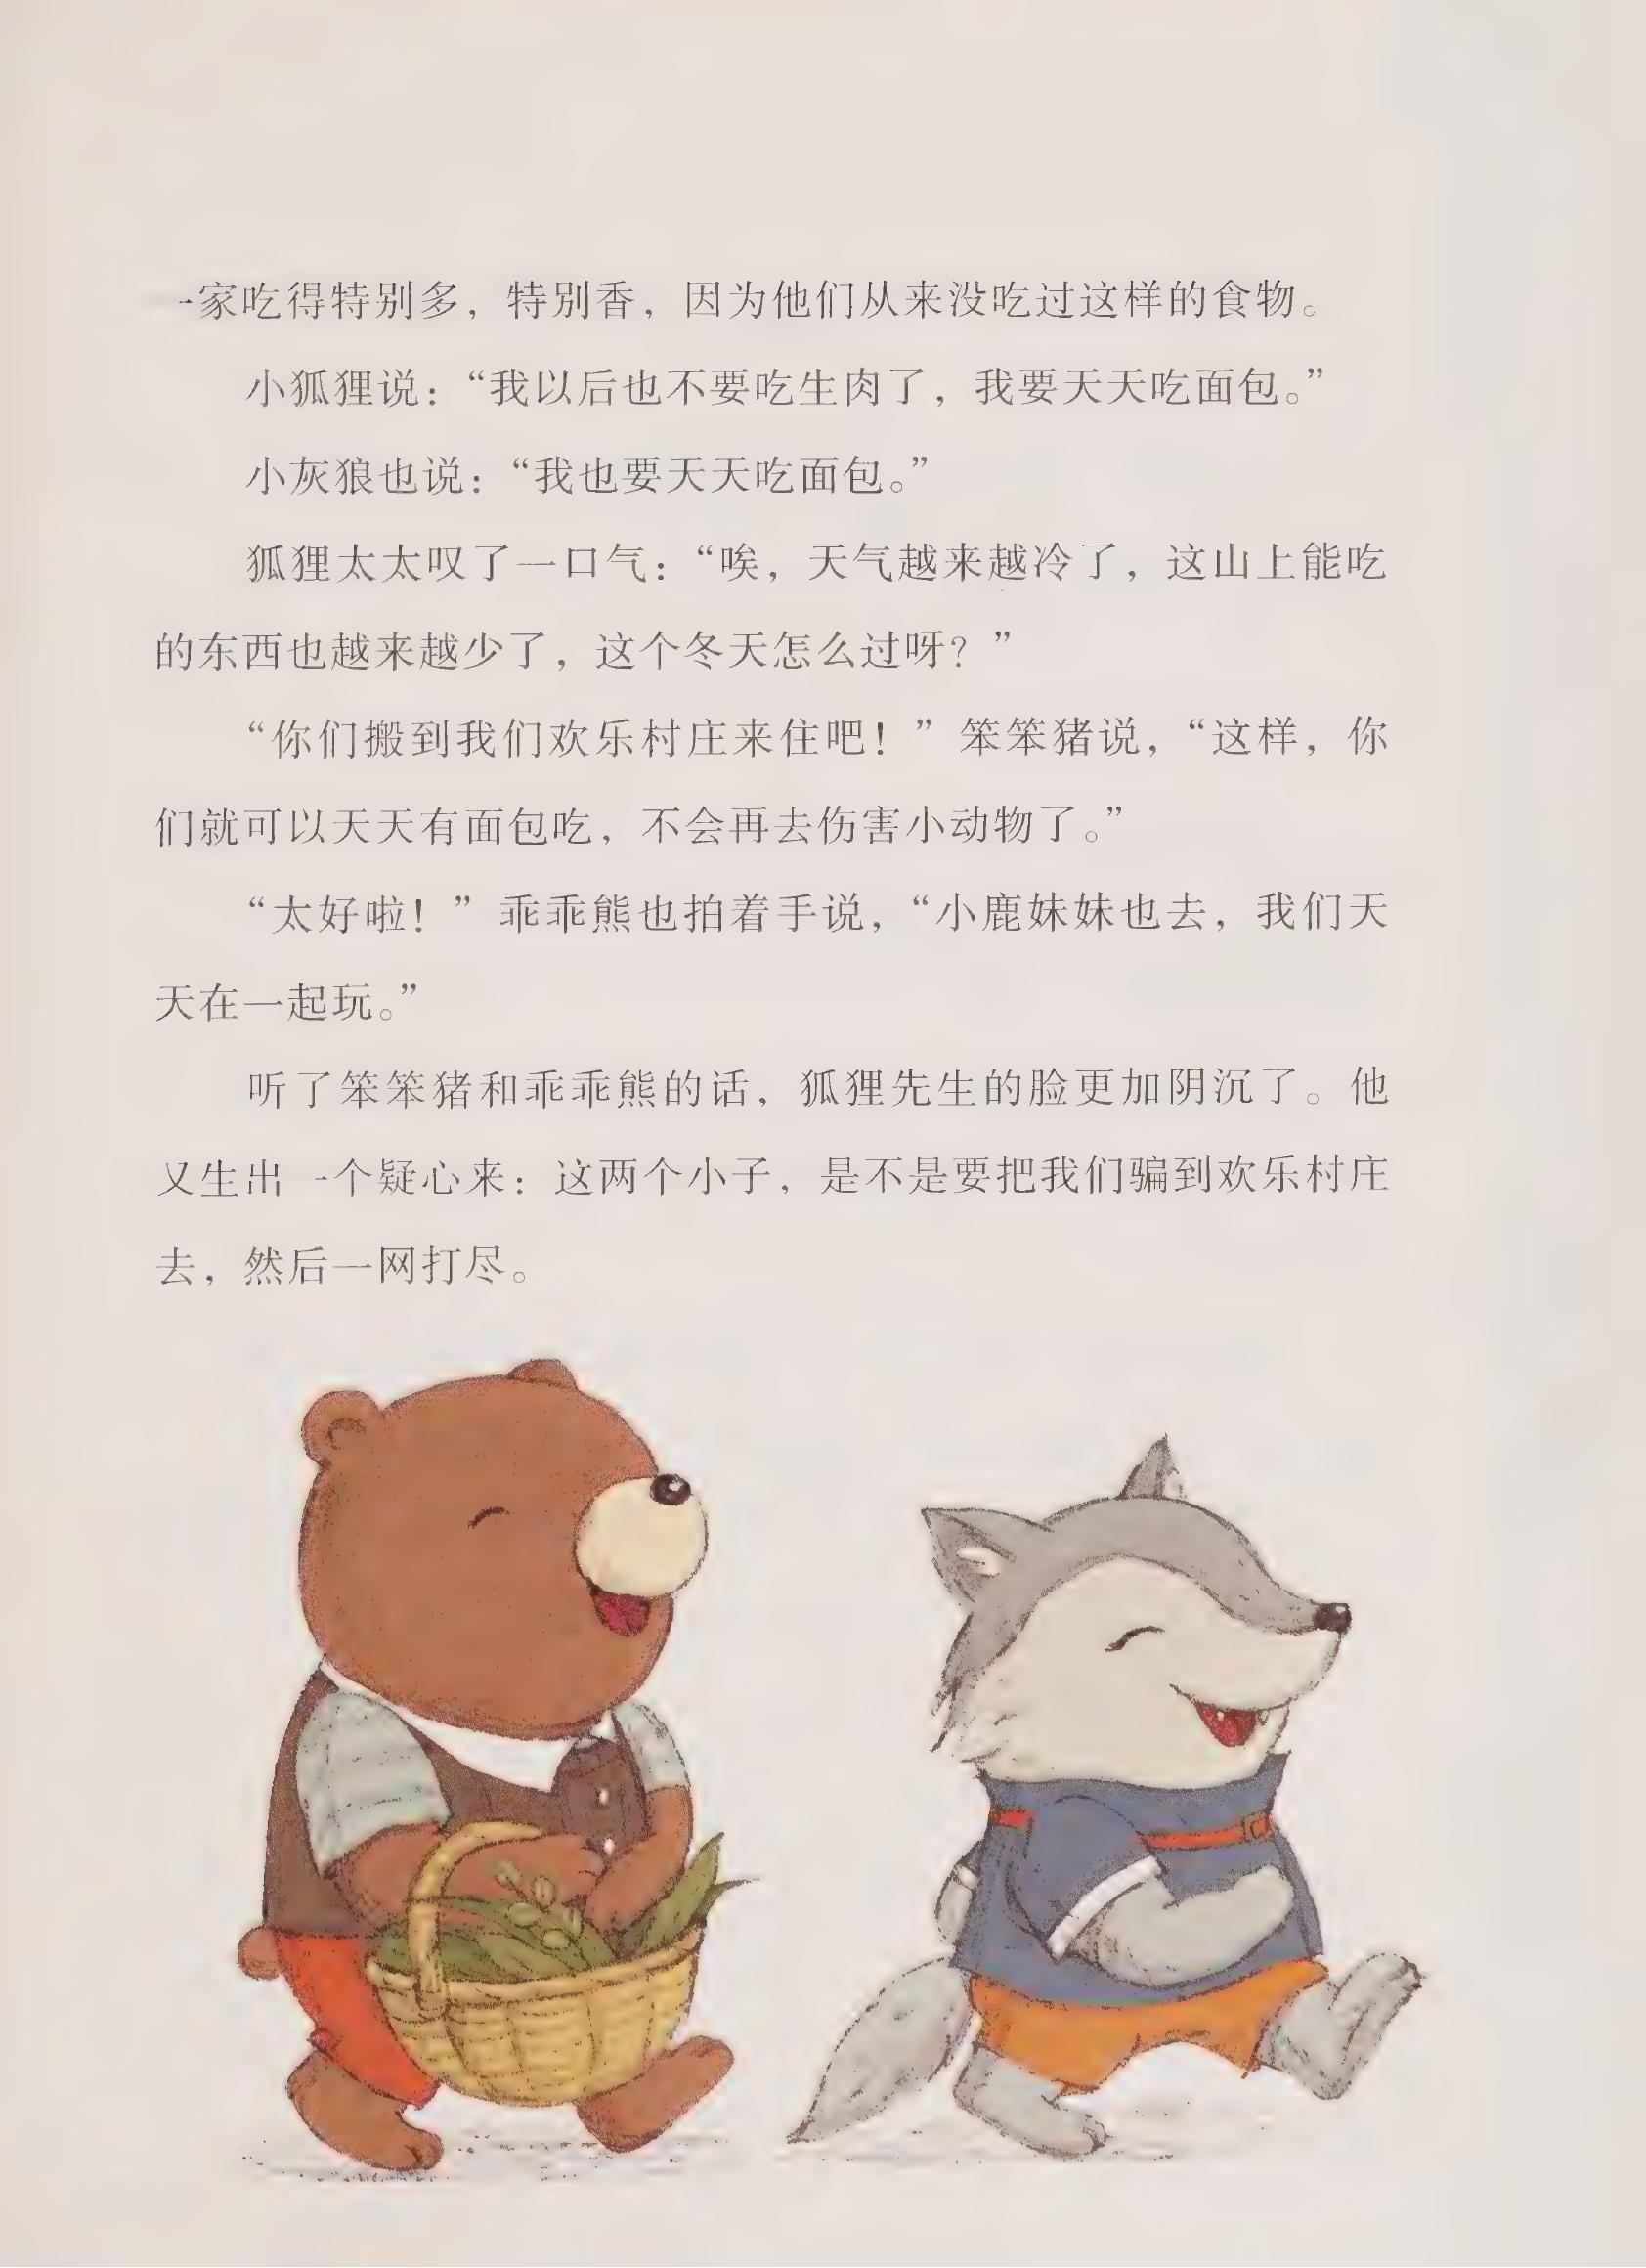 一家吃得特别多，特别香，因为他们从来没吃过这样的食物。
小狐狸说：“我以后也不要吃生肉了，我要天天吃面包。”
小灰狼也说：“我也要天天吃面包。”
狐狸太太叹了一口气：“唉，天气越来越冷了，这山上能吃
的东西也越来越少了，这个冬天怎么过呀？”
“你们搬到我们欢乐村庄来住吧！”笨笨猪说，“这样，你
们就可以天天有面包吃，不会再去伤害小动物了。”
“太好啦！”乖乖熊也拍着手说，“小鹿妹妹也去，我们天
天在一起玩。”
听了笨笨猪和乖乖熊的话，狐狸先生的脸更加阴沉了。他
又生出一个疑心来：这两个小子，是不是要把我们骗到欢乐村庄
去，然后一网打尽。